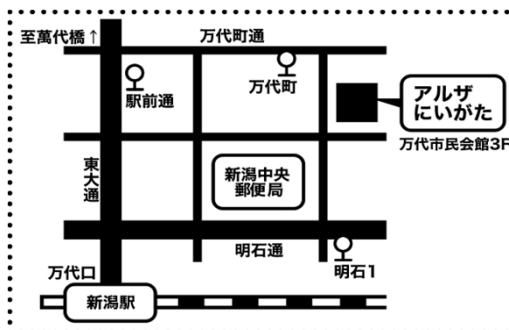 至萬代橋↑
万代町通
駅前通
万代町
アルザ
にいがた
万代市民会館3F
東大通
新潟中央
郵便局
明石通
明石1
万代口
新潟駅